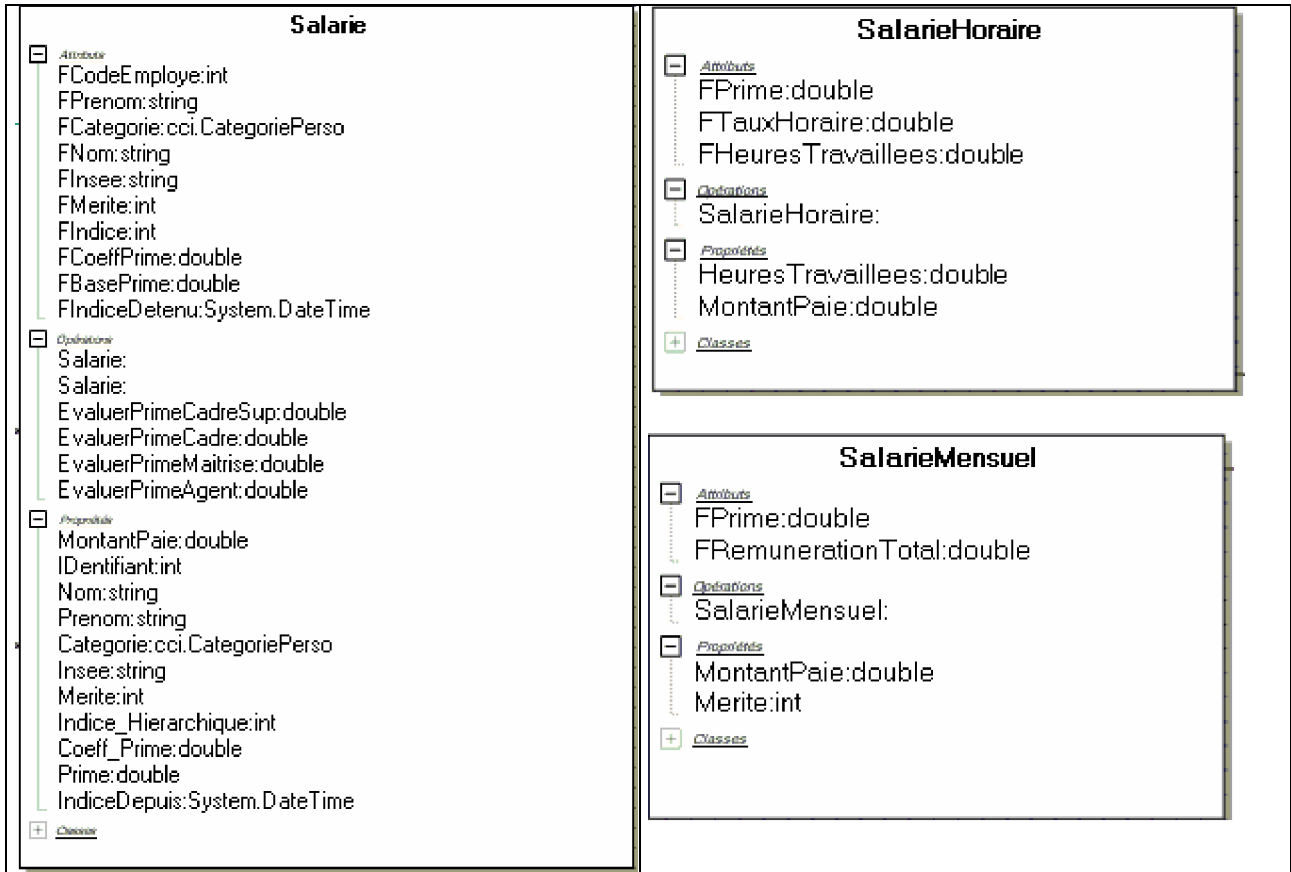 Salarie
Attributs
FCodeEmploye:int
FPrenom:string
FCategorie:cci.CategoriePerso
FNom:string
FInsee:string
FMerite:int
FIndice:int
FCoeffPrime:double
FBasePrime:double
FIndiceDetenu:System.DateTime
Opérations
Salarie:
Salarie:
EvaluerPrimeCadreSup:double
EvaluerPrimeCadre:double
EvaluerPrimeMaitrise:double
EvaluerPrimeAgent:double
Propriétés
MontantPaie:double
IDentifiant:int
Nom:string
Prenom:string
Categorie:cci.CategoriePerso
Insee:string
Merite:int
Indice_Hierarchique:int
Coeff_Prime:double
Prime:double
IndiceDepuis:System.DateTime
Classes
SalarieHoraire
Attributs
FPrime:double
FTauxHoraire:double
FHeuresTravaillees:double
Opérations
SalarieHoraire:
Propriétés
HeuresTravaillees:double
MontantPaie:double
Classes
SalarieMensuel
Attributs
FPrime:double
FRemunerationTotal:double
Opérations
SalarieMensuel:
Propriétés
MontantPaie:double
Merite:int
Classes